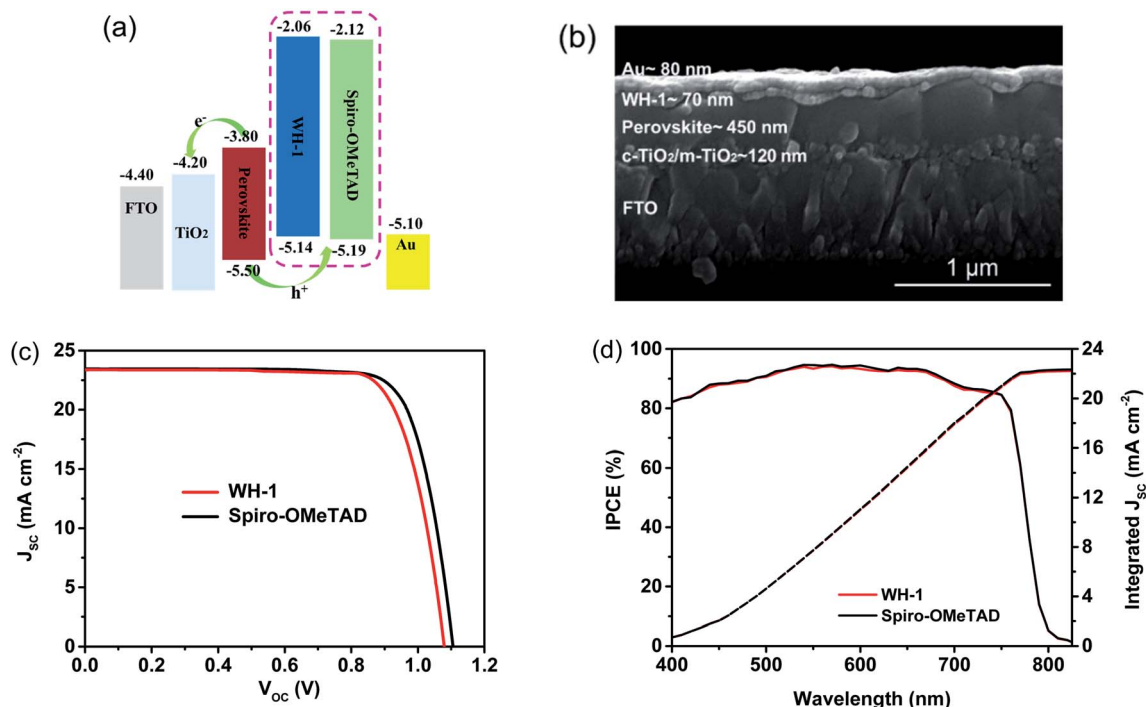 (a)
-2.06
-2.12
e-
-3.80
-4.20
-4.40
FTO
TiO2
Perovskite
WH-1
Spiro-OMeTAD
-5.10
Au
-5.14
-5.19
-5.50
h+
(b)
Au~ 80 nm
WH-1~ 70 nm
Perovskite~ 450 nm
c-TiO2/m-TiO2~120 nm
FTO
1 µm
(c)
25
20
15
10
5
0
JSC (mA cm-2)
WH-1
Spiro-OMeTAD
0.0 0.2 0.4 0.6 0.8 1.0 1.2
VOC (V)
(d)
100
80
60
40
20
0
IPCE (%)
WH-1
Spiro-OMeTAD
24
20
16
12
8
4
0
Integrated JSC (mA cm-2)
400 500 600 700 800
Wavelength (nm)